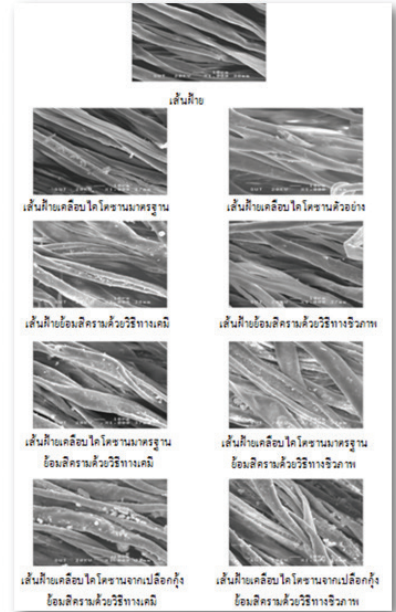 เส้นฝ้าย
เส้นฝ้ายเคลือบไคโตซานมาตรฐาน
เส้นฝ้ายเคลือบไคโตซานตัวอย่าง
เส้นฝ้ายย้อมสีครามด้วยวิธีทางเคมี
เส้นฝ้ายย้อมสีครามด้วยวิธีทางชีวภาพ
เส้นฝ้ายเคลือบไคโตซานมาตรฐาน
ย้อมสีครามด้วยวิธีทางเคมี
เส้นฝ้ายเคลือบไคโตซานมาตรฐาน
ย้อมสีครามด้วยวิธีทางชีวภาพ
เส้นฝ้ายเคลือบไคโตซานจากเปลือกกุ้ง
ย้อมสีครามด้วยวิธีทางเคมี
เส้นฝ้ายเคลือบไคโตซานจากเปลือกกุ้ง
ย้อมสีครามด้วยวิธีทางชีวภาพ